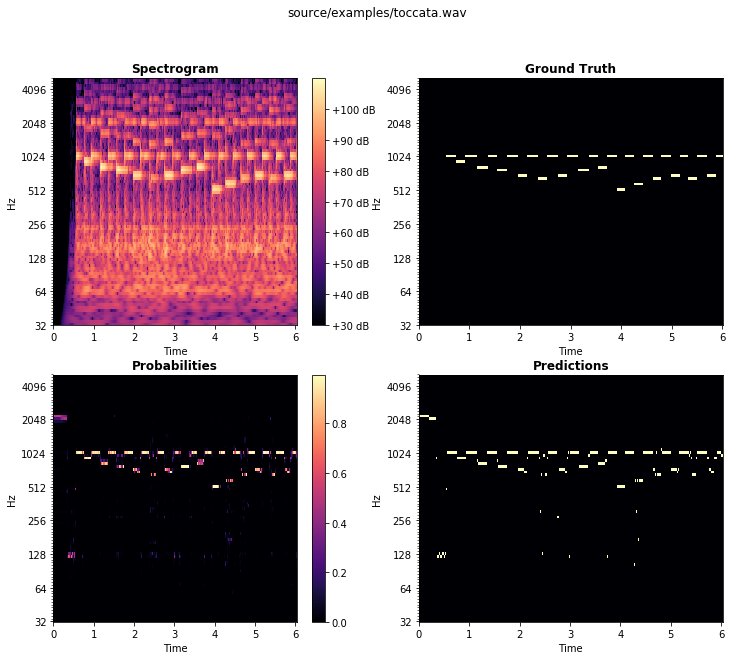 source/examples/toccata.wav
Spectrogram
Ground Truth
4096
2048
1024
512
256
128
64
32
Hz
0 1 2 3 4 5 6
Time
+100 dB
+90 dB
+80 dB
+70 dB
+60 dB
+50 dB
+40 dB
+30 dB
4096
2048
1024
512
256
128
64
32
Hz
0 1 2 3 4 5 6
Time
Probabilities
Predictions
4096
2048
1024
512
256
128
64
32
Hz
0 1 2 3 4 5 6
Time
0.8
0.6
0.4
0.2
0.0
4096
2048
1024
512
256
128
64
32
Hz
0 1 2 3 4 5 6
Time